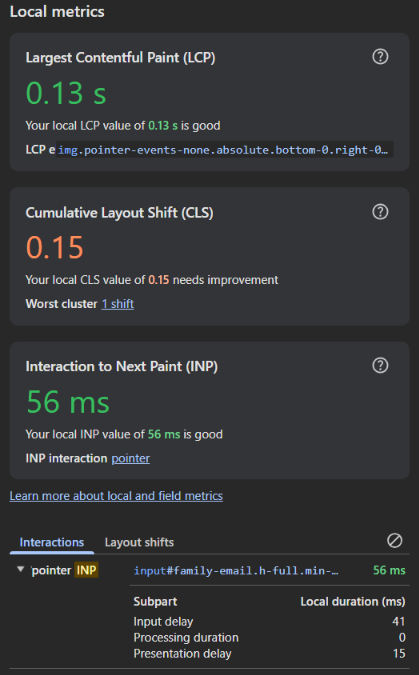 Local metrics
Largest Contentful Paint (LCP)
0.13 s
Your local LCP value of 0.13 s is good
LCP e img.pointer-events-none.absolute.bottom-0.right-0…
Cumulative Layout Shift (CLS)
0.15
Your local CLS value of 0.15 needs improvement
Worst cluster 1 shift
Interaction to Next Paint (INP)
56 ms
Your local INP value of 56 ms is good
INP interaction pointer
Learn more about local and field metrics
Interactions Layout shifts
pointer INP input#family-email.h-full.min-… 56 ms
Subpart Local duration (ms)
Input delay 41
Processing duration 0
Presentation delay 15